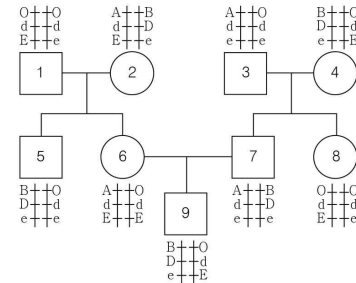 O O A B A O B O
d d d D d d D d
E e E e e e e E
1 2 3 4
5 6 7 8
B O A O A B O O
D d d d d D d d
e e E E e e E e
9
B O
D d
e E